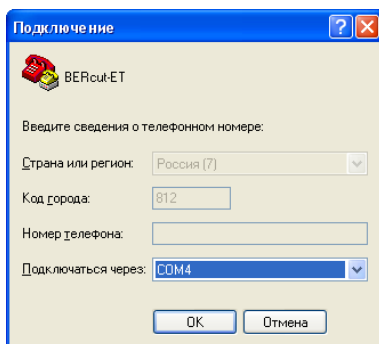 Подключение
BERcut-ET
Введите сведения о телефонном номере:
Страна или регион: Россия (7)
Код города: 812
Номер телефона:
Подключаться через: COM4
OK Отмена